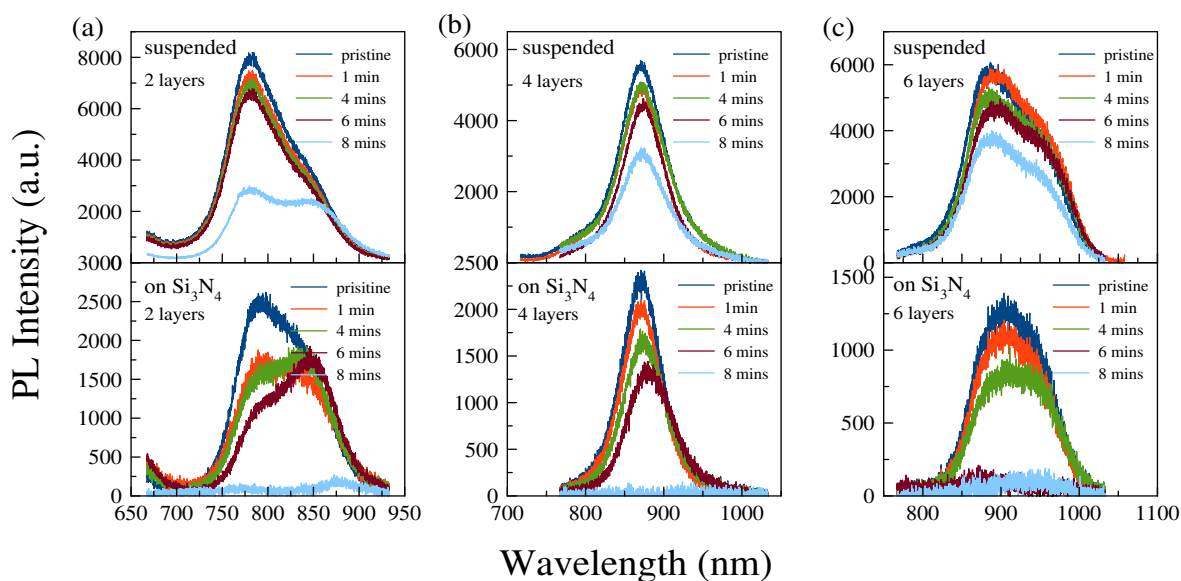 (a)
(b)
(c)
PL Intensity (a.u.)
8000
6000
4000
2000
suspended
2 layers
pristine
1 min
4 mins
6 mins
8 mins
6000
4000
2000
suspended
4 layers
pristine
1 min
4 mins
6 mins
8 mins
6000
4000
2000
0
suspended
6 layers
pristine
1 min
4 mins
6 mins
8 mins
3000
2500
2000
1500
1000
500
0
on Si₃N₄
2 layers
pristitine
1 min
4 mins
6 mins
8 mins
650
700
750
800
850
900
950
2500
2000
1500
1000
500
0
on Si₃N₄
4 layers
pristine
1min
4 mins
6 mins
8 mins
700
800
900
1000
1500
1000
500
0
on Si₃N₄
6 layers
pristine
1 min
4 mins
6 mins
8 mins
800
900
1000
1100
Wavelength (nm)